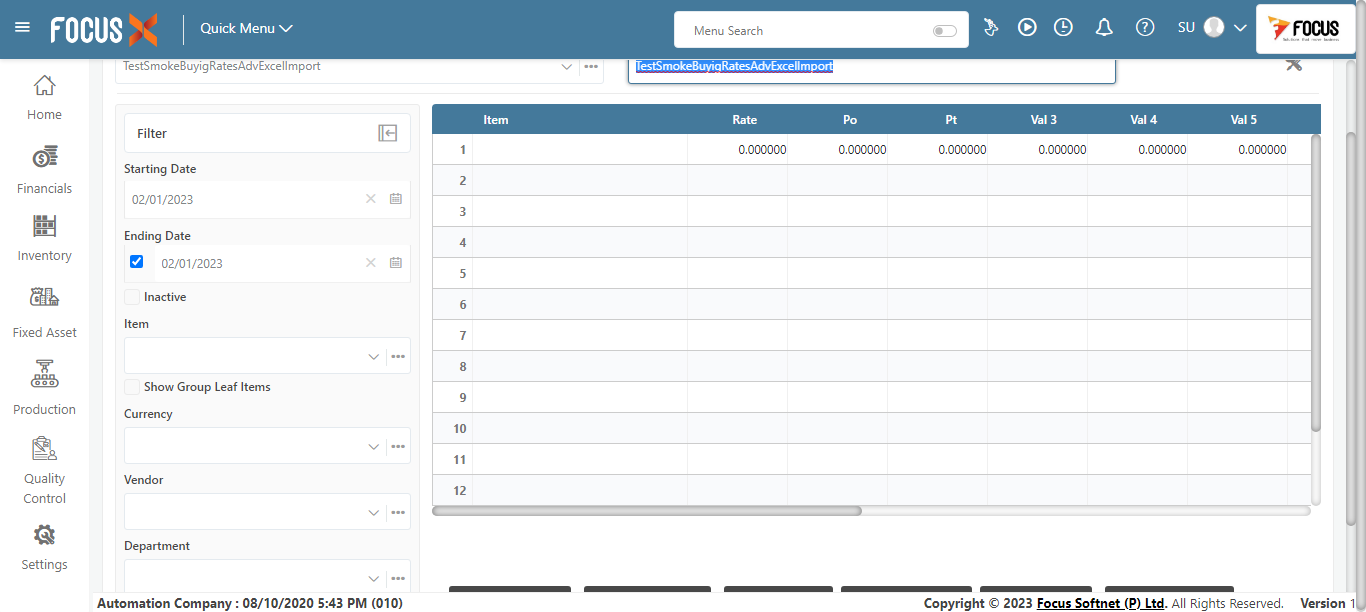 FOCUS X
Quick Menu
Menu Search
SU
FOCUS
TestSmokeBuyigRatesAdvExcelImport
TestSmokeBuyigRatesAdvExcelImport
Home
Financials
Inventory
Fixed Asset
Production
Quality
Control
Settings
Filter
Starting Date
02/01/2023
Ending Date
02/01/2023
Inactive
Item
Show Group Leaf Items
Currency
Vendor
Department
Item Rate Po Pt Val 3 Val 4 Val 5
1 0.000000 0.000000 0.000000 0.000000 0.000000 0.000000
2
3
4
5
6
7
8
9
10
11
12
Automation Company : 08/10/2020 5:43 PM (010)
Copyright © 2023 Focus Softnet (P) Ltd. All Rights Reserved. Version 1